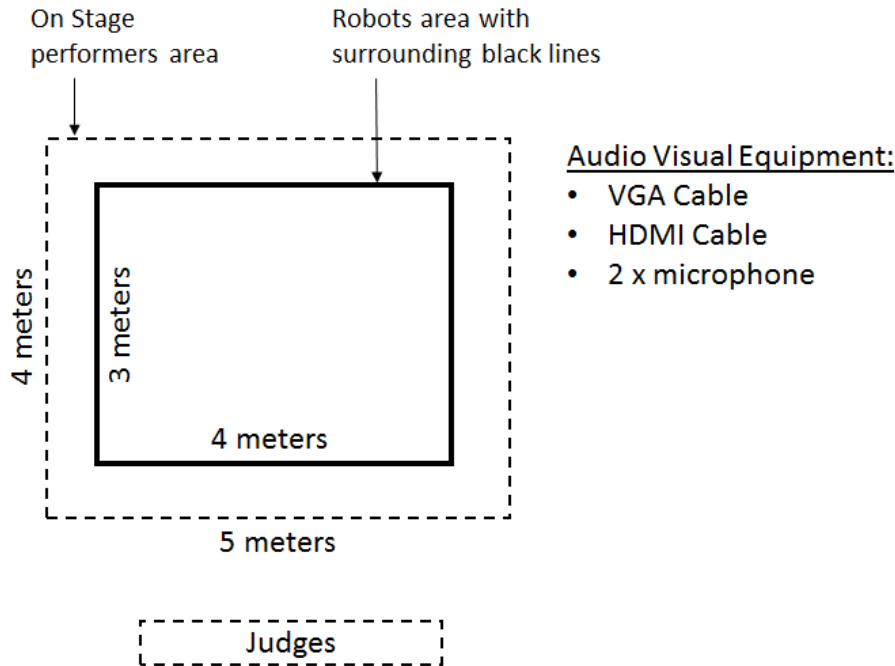 On Stage
performers area
Robots area with
surrounding black lines
Audio Visual Equipment:
• VGA Cable
• HDMI Cable
• 2 x microphone
4 meters
3 meters
4 meters
5 meters
Judges